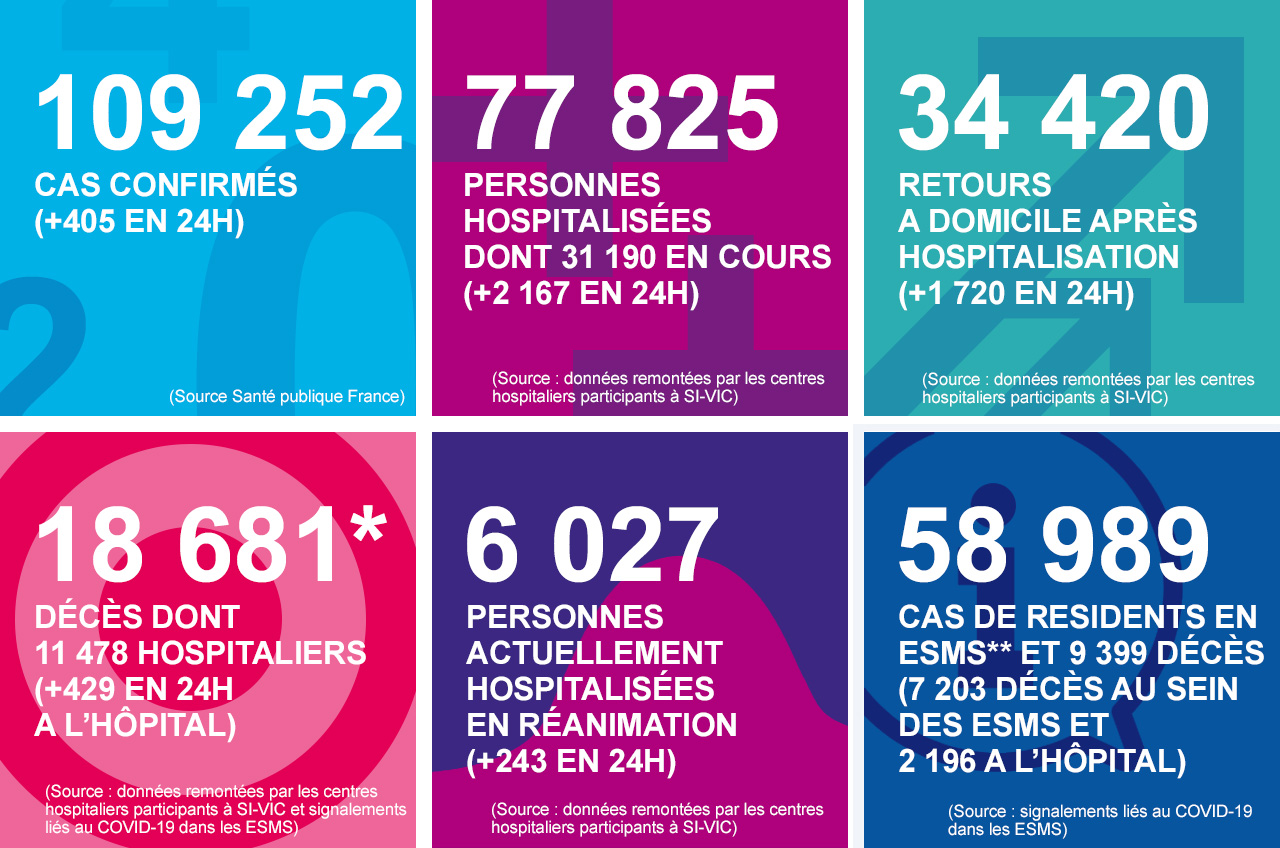 109 252
CAS CONFIRMÉS
(+405 EN 24H)
(Source Santé publique France)
77 825
PERSONNES
HOSPITALISÉES
DONT 31 190 EN COURS
(+2 167 EN 24H)
(Source : données remontées par les centres
hospitaliers participants à SI-VIC)
34 420
RETOURS
A DOMICILE APRÈS
HOSPITALISATION
(+1 720 EN 24H)
(Source : données remontées par les centres
hospitaliers participants à SI-VIC)
18 681*
DÉCÈS DONT
11 478 HOSPITALIERS
(+429 EN 24H
A L’HÔPITAL)
(Source : données remontées par les centres
hospitaliers participants à SI-VIC et signalements
liés au COVID-19 dans les ESMS)
6 027
PERSONNES
ACTUELLEMENT
HOSPITALISÉES
EN RÉANIMATION
(+243 EN 24H)
(Source : données remontées par les centres
hospitaliers participants à SI-VIC)
58 989
CAS DE RESIDENTS EN
ESMS** ET 9 399 DÉCÈS
(7 203 DÉCÈS AU SEIN
DES ESMS ET
2 196 A L’HÔPITAL)
(Source : signalements liés au COVID-19
dans les ESMS)